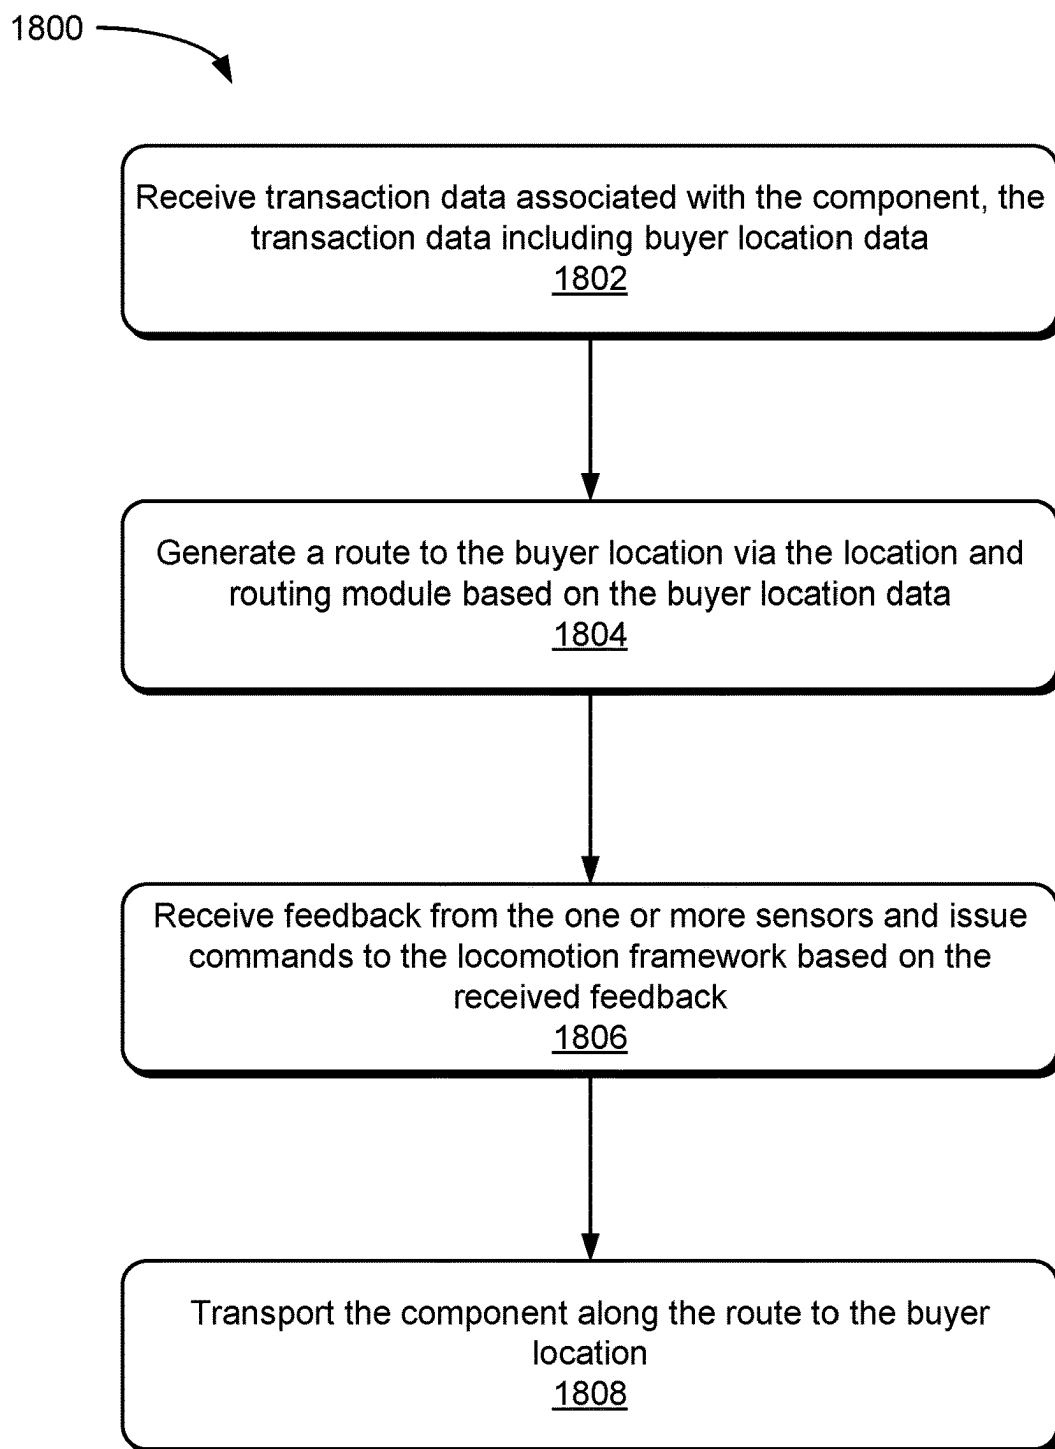 1800
Receive transaction data associated with the component, the
transaction data including buyer location data
1802
Generate a route to the buyer location via the location and
routing module based on the buyer location data
1804
Receive feedback from the one or more sensors and issue
commands to the locomotion framework based on the
received feedback
1806
Transport the component along the route to the buyer
location
1808